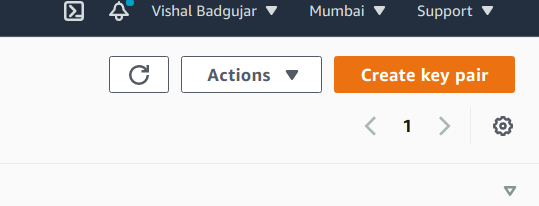 Vishal Badgujar Mumbai Support
Actions Create key pair
1